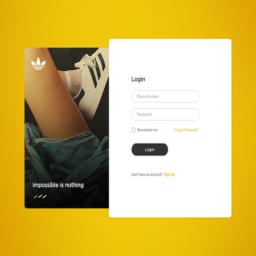 Login
Phone Number
Password
Remember me
Forgot Password?
Login
impossible is nothing
Don't have an account? Sign Up